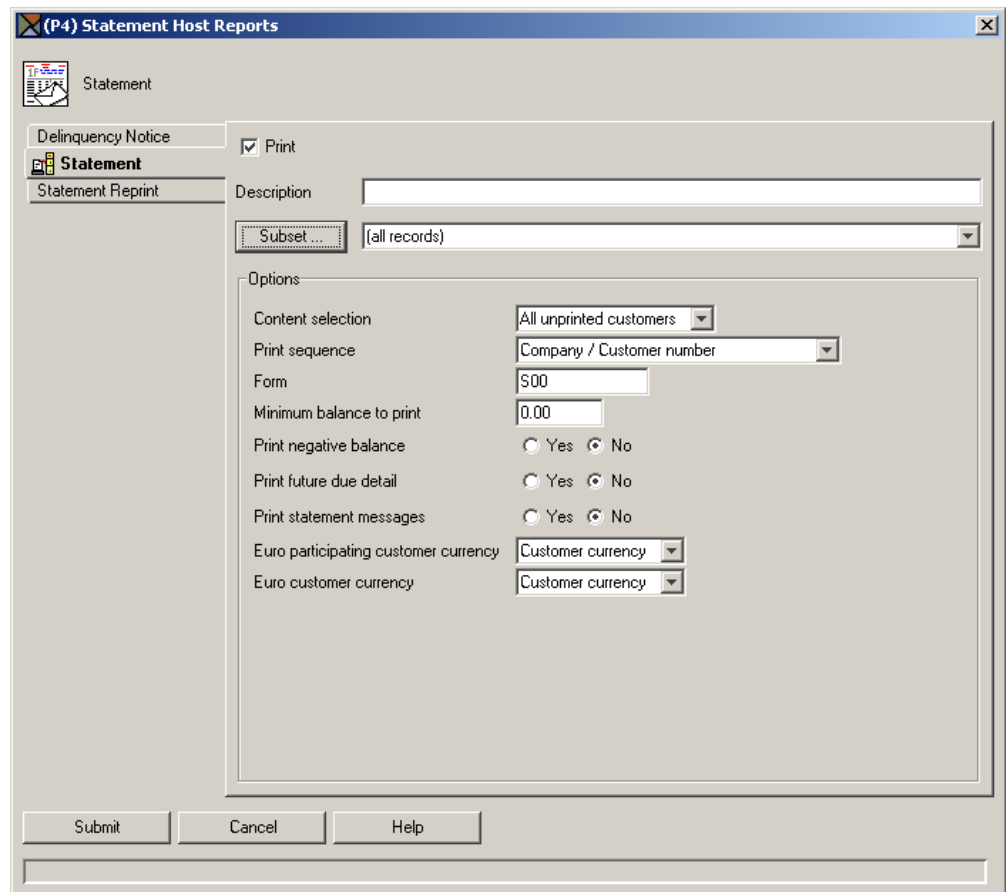 (P4) Statement Host Reports
Statement
Delinquency Notice
Statement
Statement Reprint
Print
Description
Subset ... (all records)
Options
Content selection All unprinted customers
Print sequence Company / Customer number
Form S00
Minimum balance to print 0.00
Print negative balance Yes No
Print future due detail Yes No
Print statement messages Yes No
Euro participating customer currency Customer currency
Euro customer currency Customer currency
Submit Cancel Help